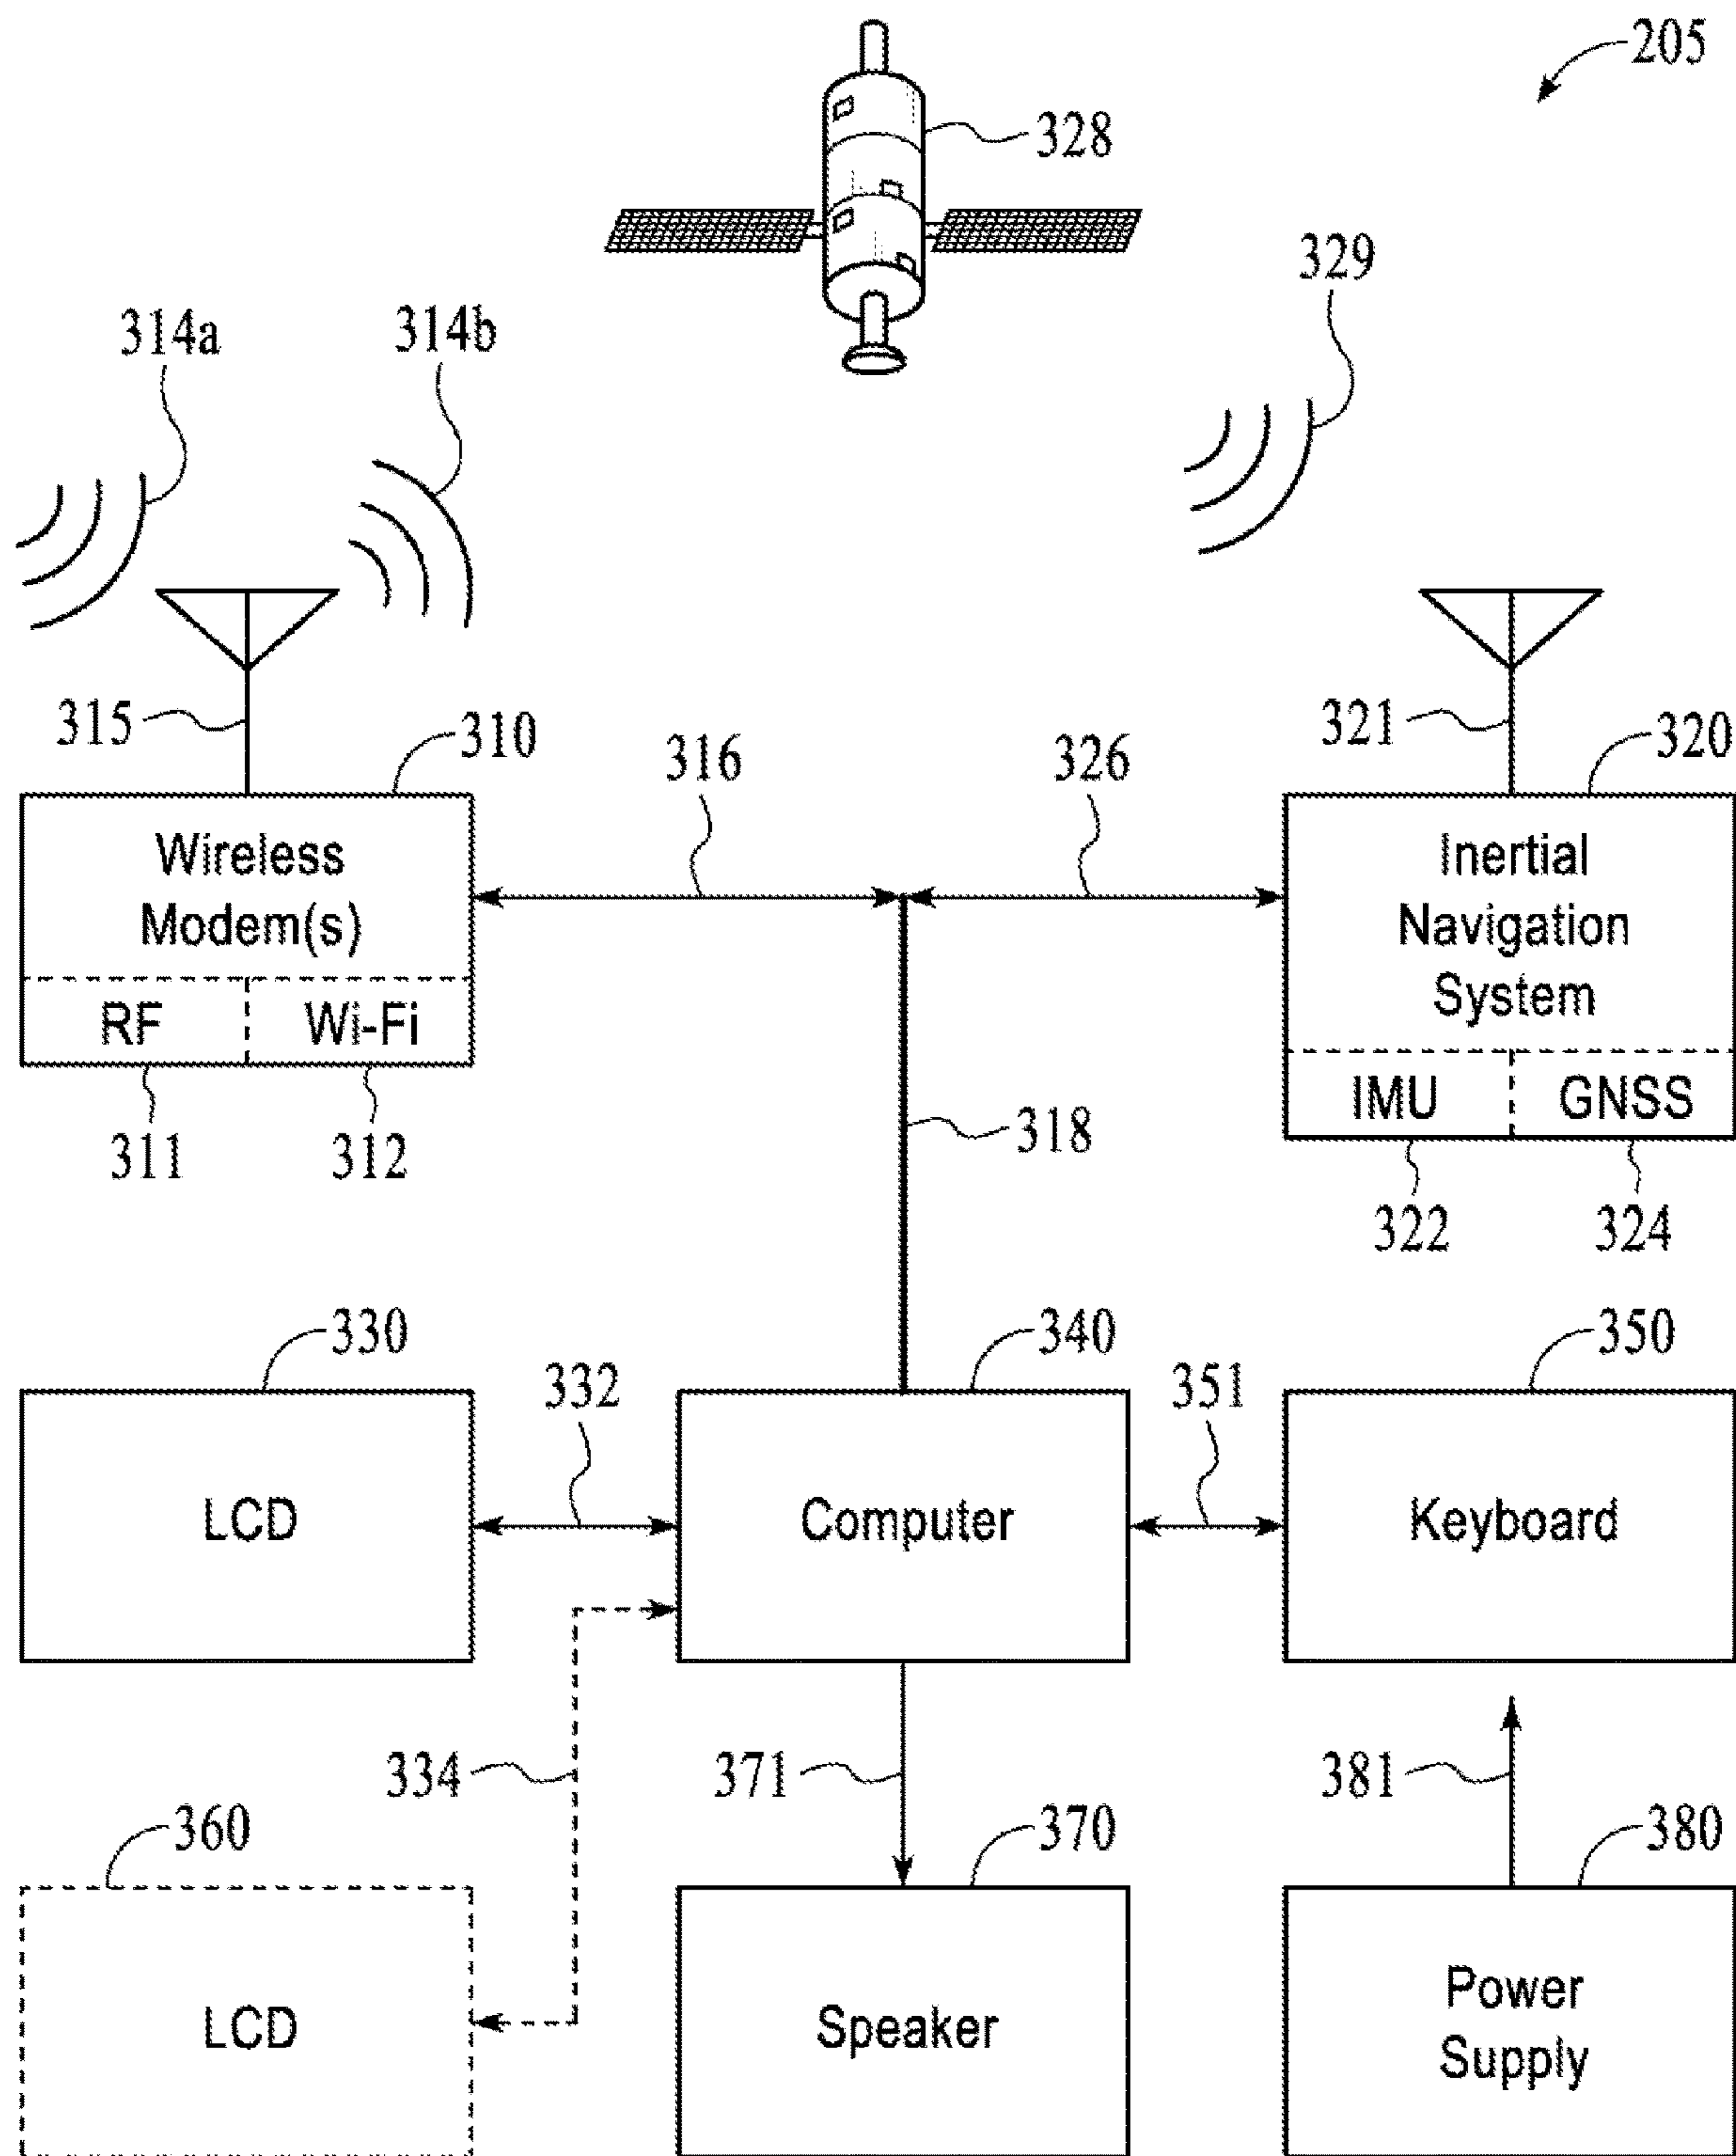 205
328
329
314a
314b
315
310
316
326
321
320
Wireless
Modem(s)
RF
Wi-Fi
311
312
Inertial
Navigation
System
IMU
GNSS
322
324
318
330
332
340
351
350
LCD
Computer
Keyboard
334
371
381
360
370
380
LCD
Speaker
Power
Supply